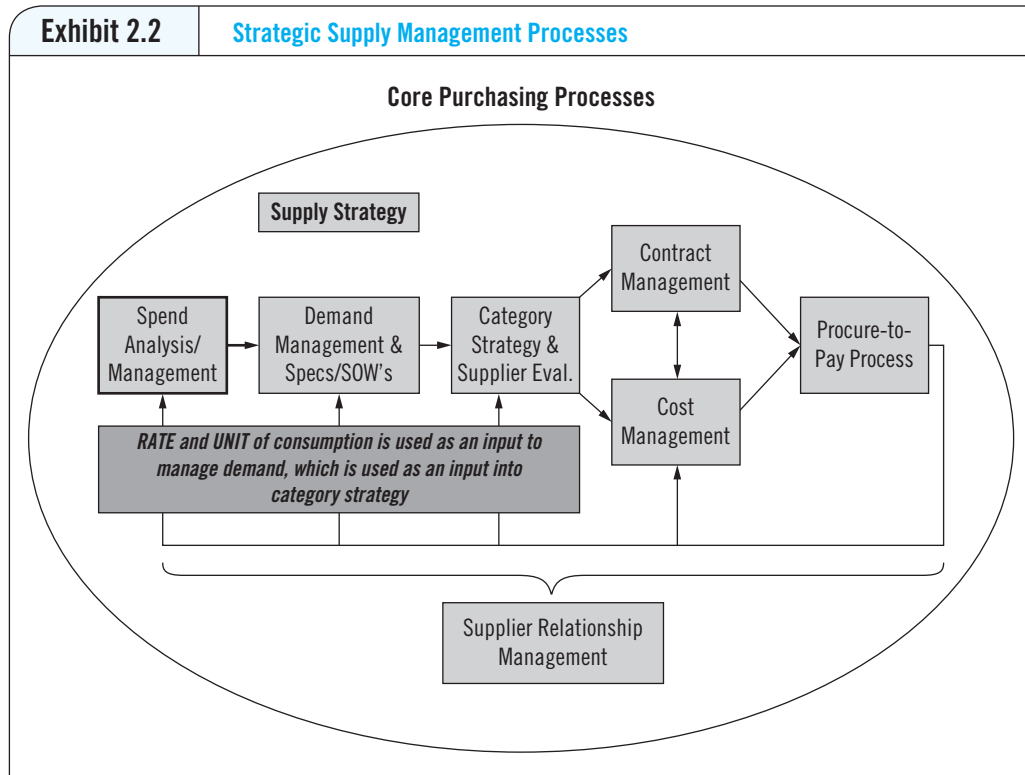 Exhibit 2.2
Strategic Supply Management Processes
Core Purchasing Processes
Supply Strategy
Spend
Analysis/
Management
Demand
Management &
Specs/SOW's
Category
Strategy &
Supplier Eval.
Contract
Management
Cost
Management
Procure-to-
Pay Process
RATE and UNIT of consumption is used as an input to
manage demand, which is used as an input into
category strategy
Supplier Relationship
Management